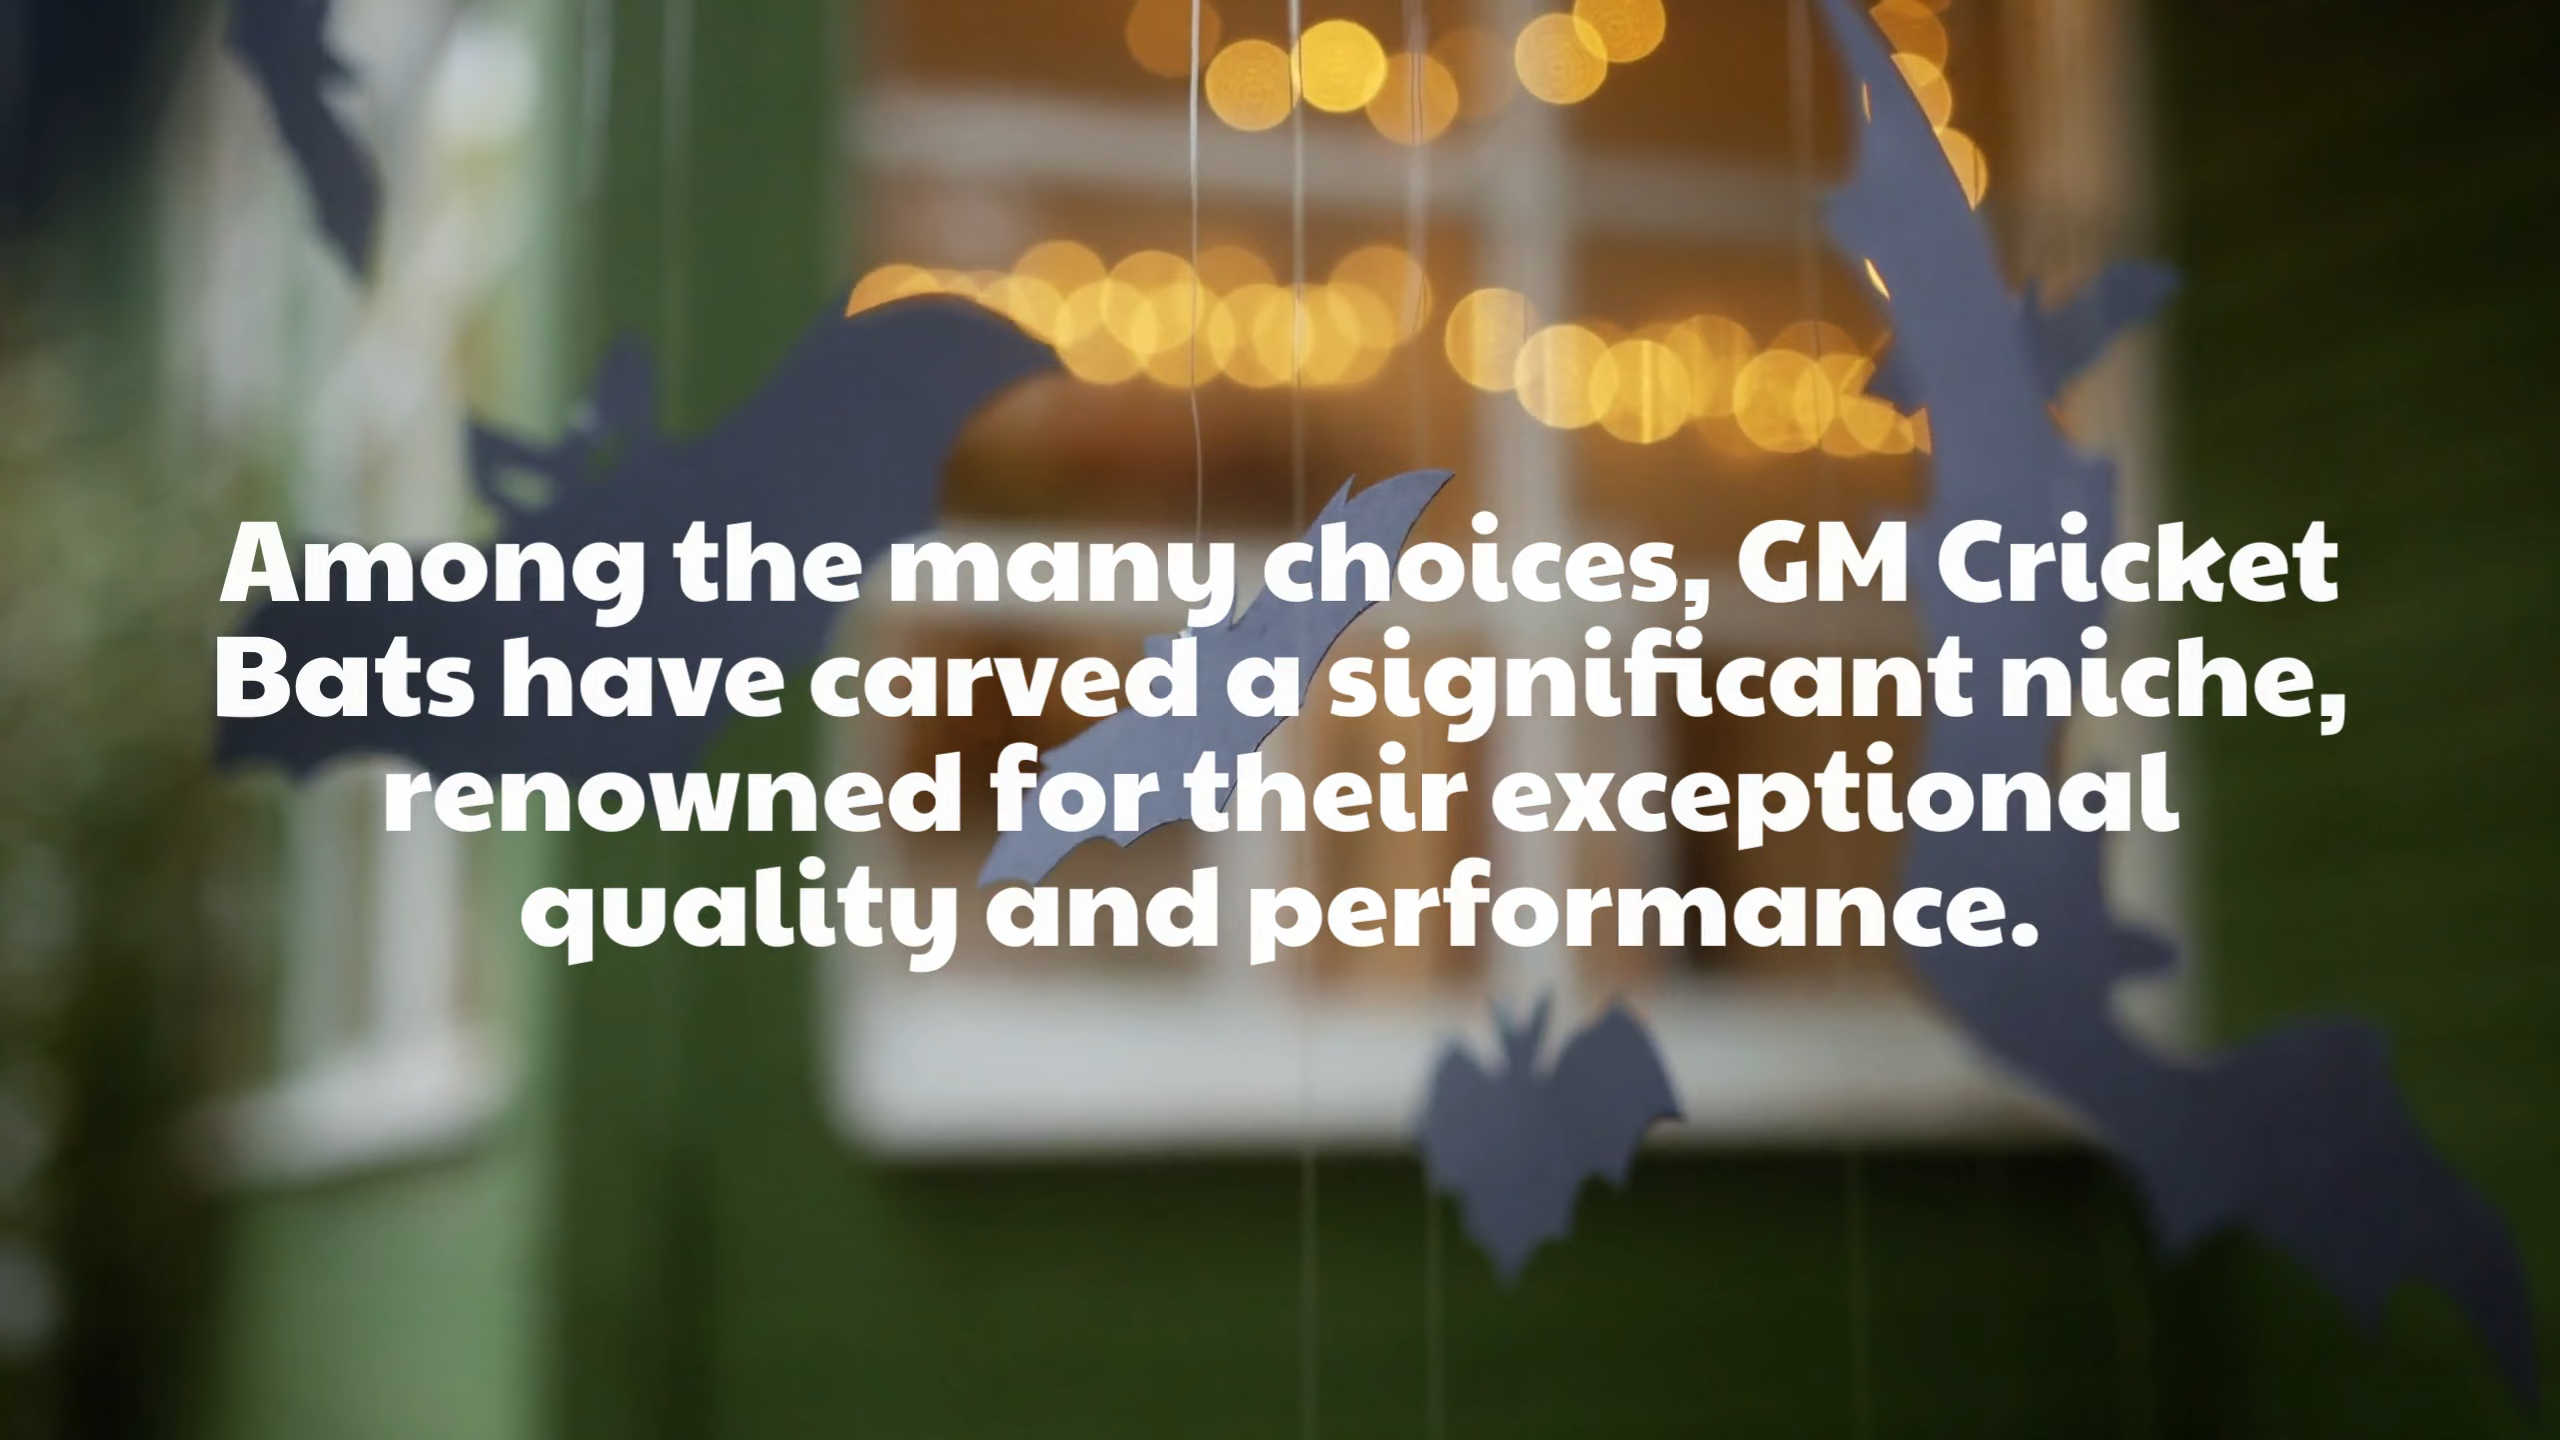 Among the many choices, GM Cricket
Bats have carved a significant niche,
renowned for their exceptional
quality and performance.